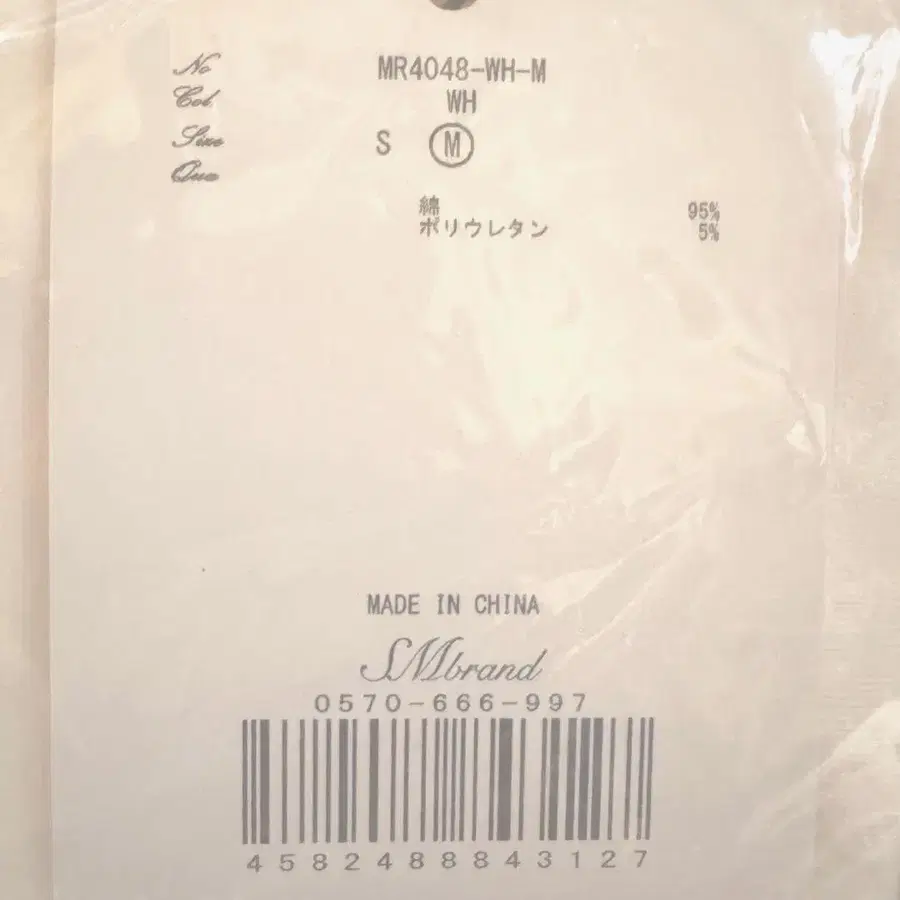 No MR4048-WH-M
Col WH
Size S M
Qua
綿 95%
ポリウレタン 5%
MADE IN CHINA
SMbrand
0570-666-997
4582488843127